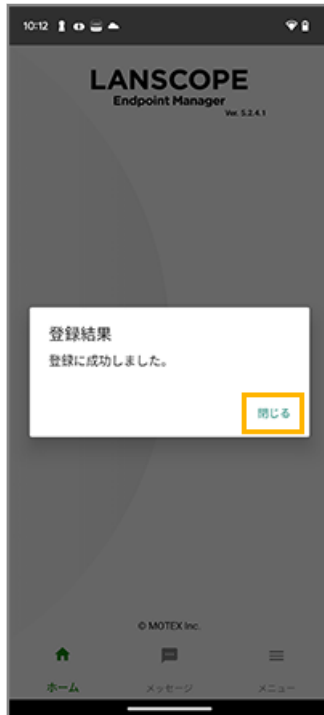 10:12
LANSCOPE
Endpoint Manager
Ver. 5.2.4.1
登録結果
登録に成功しました。
閉じる
© MOTEX Inc.
ホーム
メッセージ
メニュー